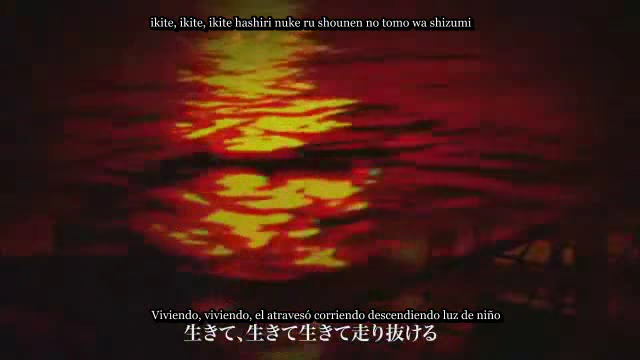 ikite, ikite, ikite hashiri nuke ru shounen no tomo wa shizumi
Viviendo, viviendo, el atravesó corriendo descendiendo luz de niño
生きて、生きて生きて走り抜ける